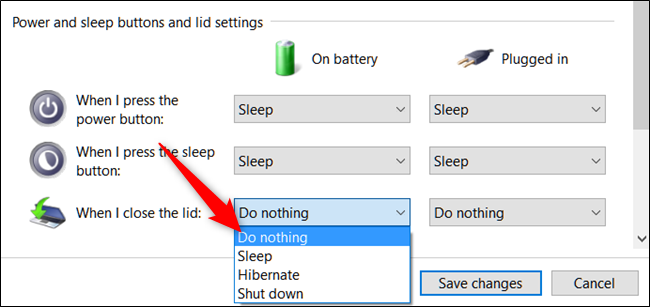 Power and sleep buttons and lid settings
On battery
Plugged in
When I press the
power button:
Sleep
Sleep
When I press the sleep
button:
Sleep
Sleep
When I close the lid:
Do nothing
Do nothing
Do nothing
Sleep
Hibernate
Shut down
Save changes
Cancel